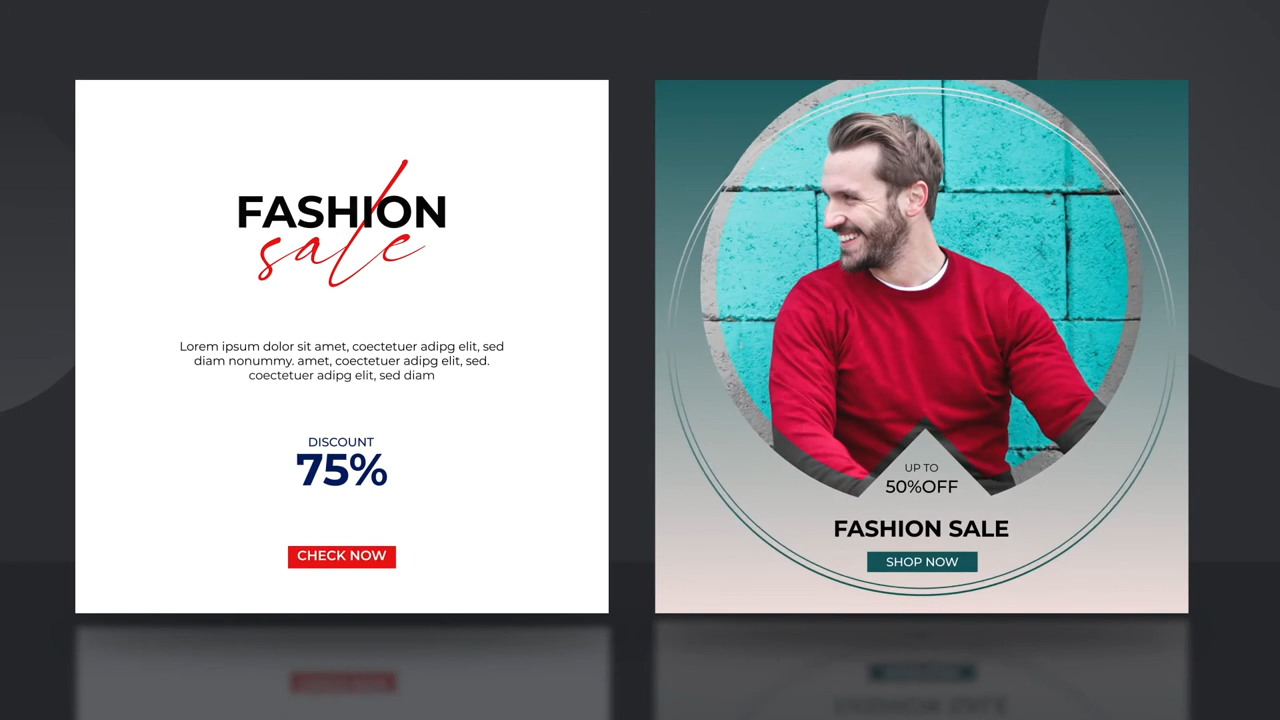 FASHION
sale
Lorem ipsum dolor sit amet, coectetuer adipg elit, sed
diam nonummy. amet, coectetuer adipg elit, sed.
coectetuer adipg elit, sed diam
DISCOUNT
75%
CHECK NOW
UP TO
50%OFF
FASHION SALE
SHOP NOW